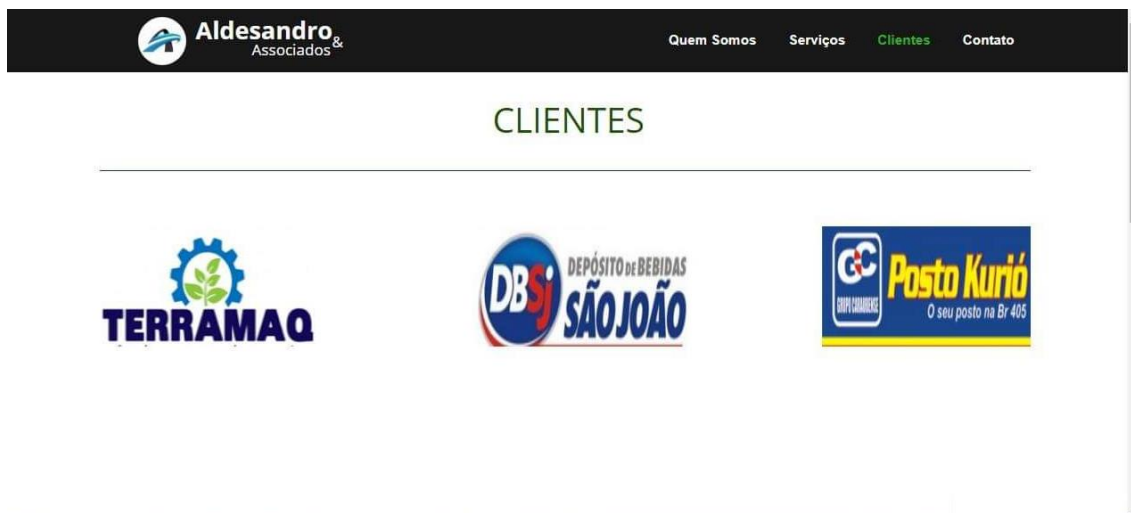 Aldesandro &
Associados
Quem Somos Serviços Clientes Contato
CLIENTES
TERRAMAQ
DBSj
DEPÓSITO DE BEBIDAS
SÃO JOÃO
GC
GRUPO CARAUBENSE
Posto Kurió
O seu posto na Br 405